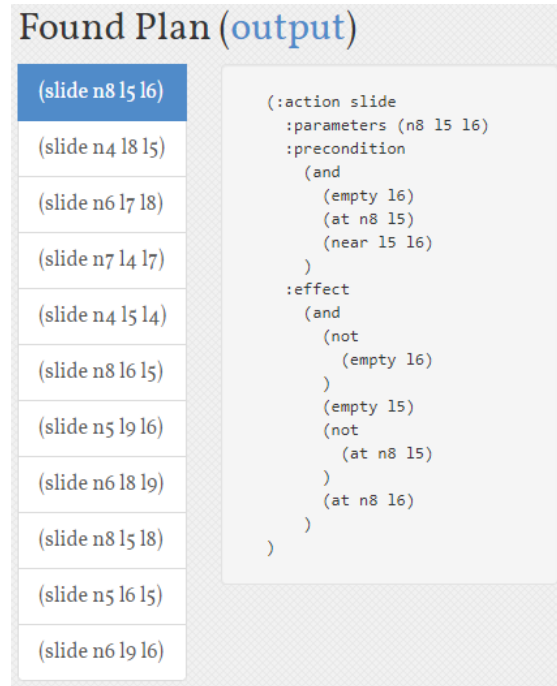 Found Plan (output)
(slide n8 l5 l6)
(slide n4 l8 l5)
(slide n6 l7 l8)
(slide n7 l4 l7)
(slide n4 l5 l4)
(slide n8 l6 l5)
(slide n5 l9 l6)
(slide n6 l8 l9)
(slide n8 l5 l8)
(slide n5 l6 l5)
(slide n6 l9 l6)
(:action slide
:parameters (n8 l5 l6)
:precondition
(and
(empty l6)
(at n8 l5)
(near l5 l6)
)
:effect
(and
(not
(empty l6)
)
(empty l5)
(not
(at n8 l5)
)
(at n8 l6)
)
)